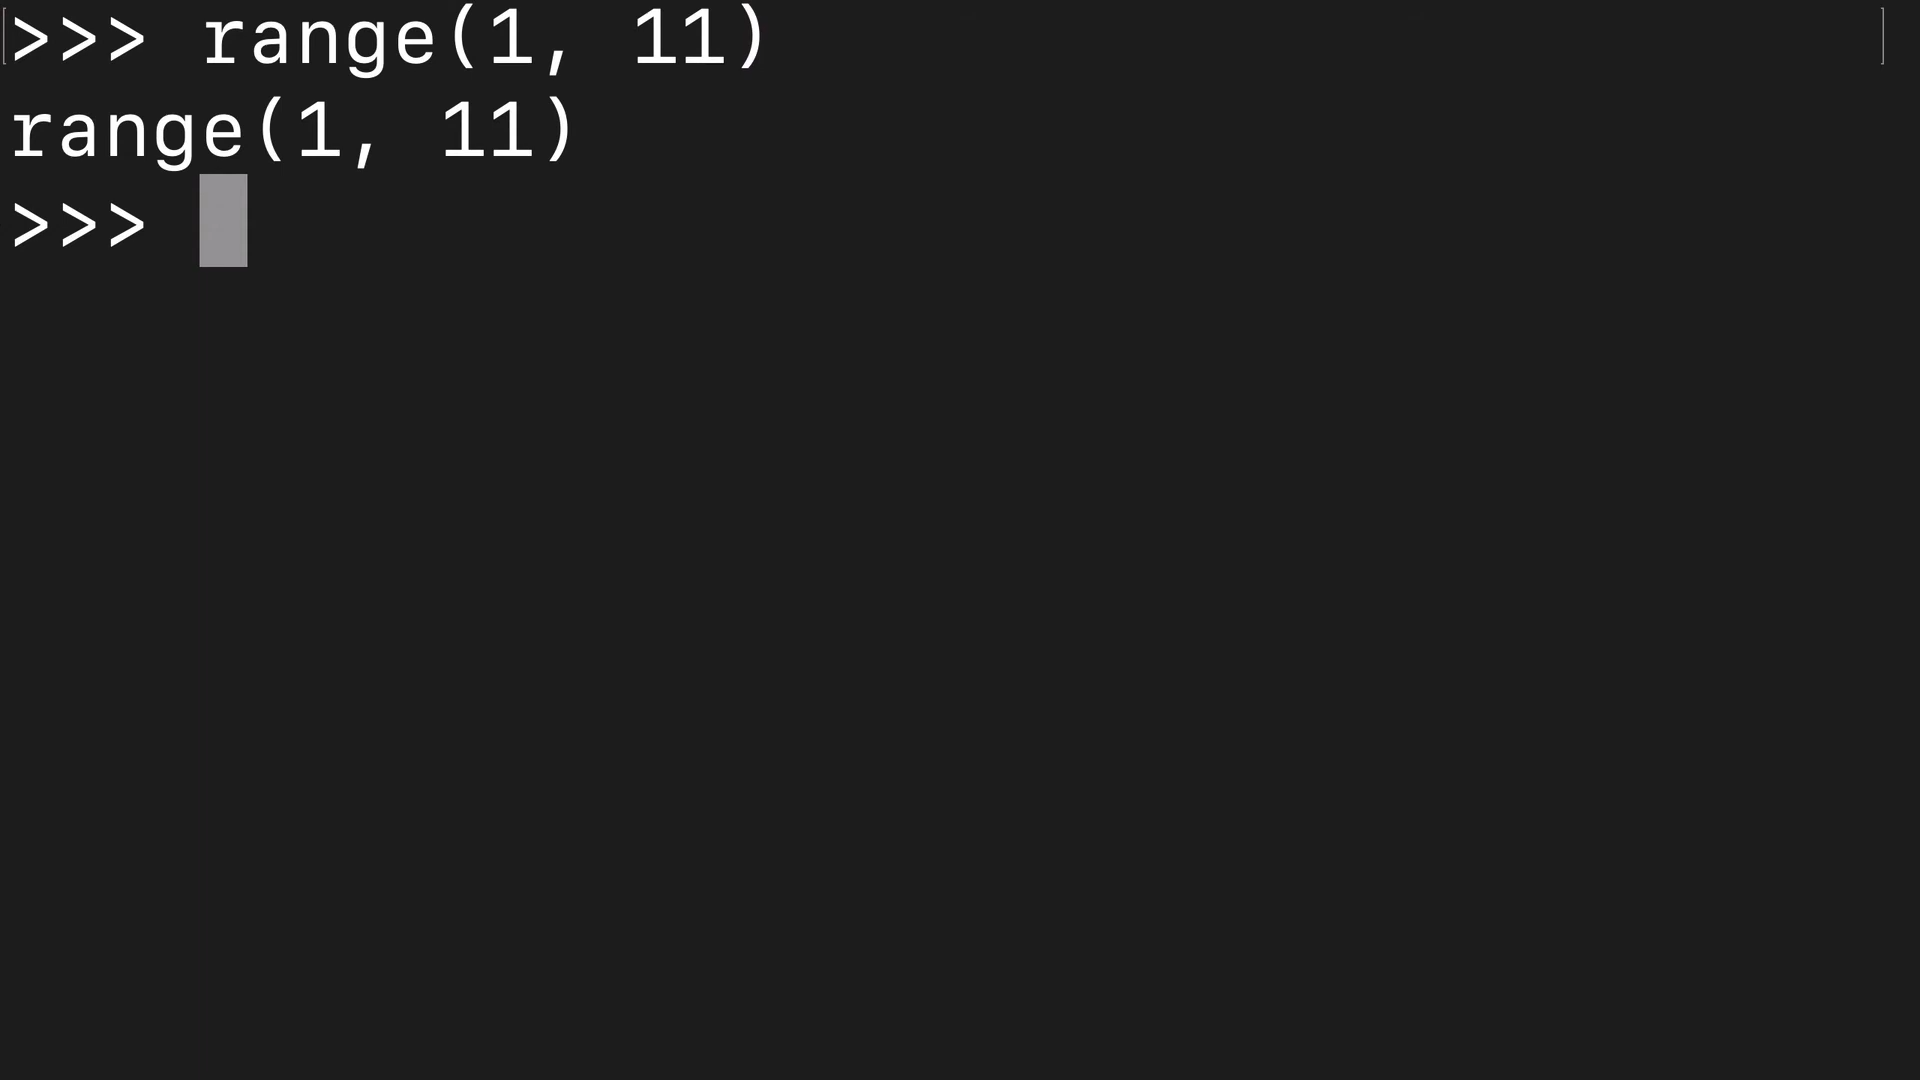 >>> range(1, 11)
range(1, 11)
>>>